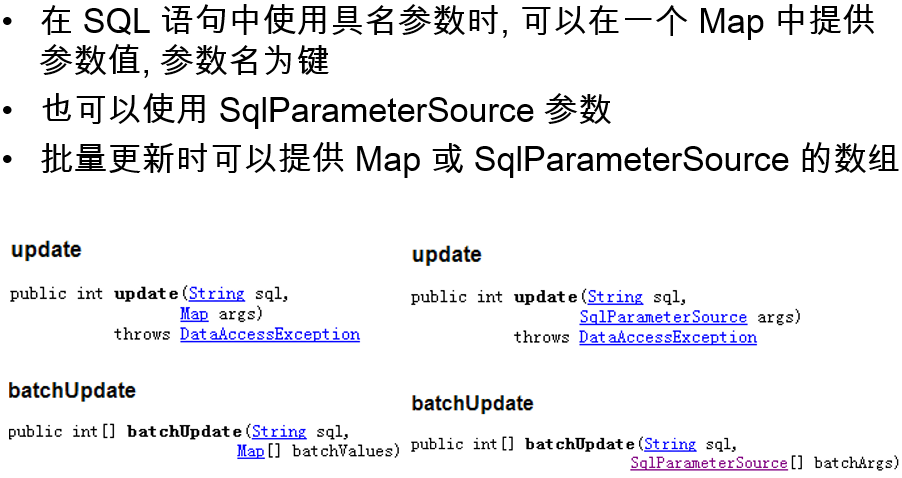 • 在 SQL 语句中使用具名参数时, 可以在一个 Map 中提供
参数值, 参数名为键
• 也可以使用 SqlParameterSource 参数
• 批量更新时可以提供 Map 或 SqlParameterSource 的数组
update
public int update(String sql,
Map args)
throws DataAccessException
batchUpdate
public int[] batchUpdate(String sql,
Map[] batchValues)
update
public int update(String sql,
SqlParameterSource args)
throws DataAccessException
batchUpdate
public int[] batchUpdate(String sql,
SqlParameterSource[] batchArgs)